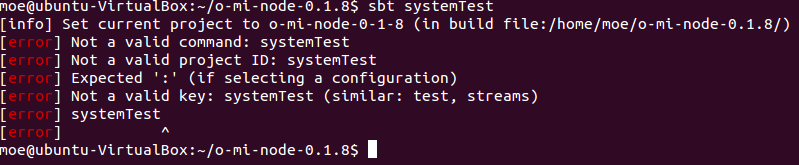 moe@ubuntu-VirtualBox:~/o-mi-node-0.1.8$ sbt systemTest
[info] Set current project to o-mi-node-0-1-8 (in build file:/home/moe/o-mi-node-0.1.8/)
[error] Not a valid command: systemTest
[error] Not a valid project ID: systemTest
[error] Expected ':' (if selecting a configuration)
[error] Not a valid key: systemTest (similar: test, streams)
[error] systemTest
[error]           ^
moe@ubuntu-VirtualBox:~/o-mi-node-0.1.8$